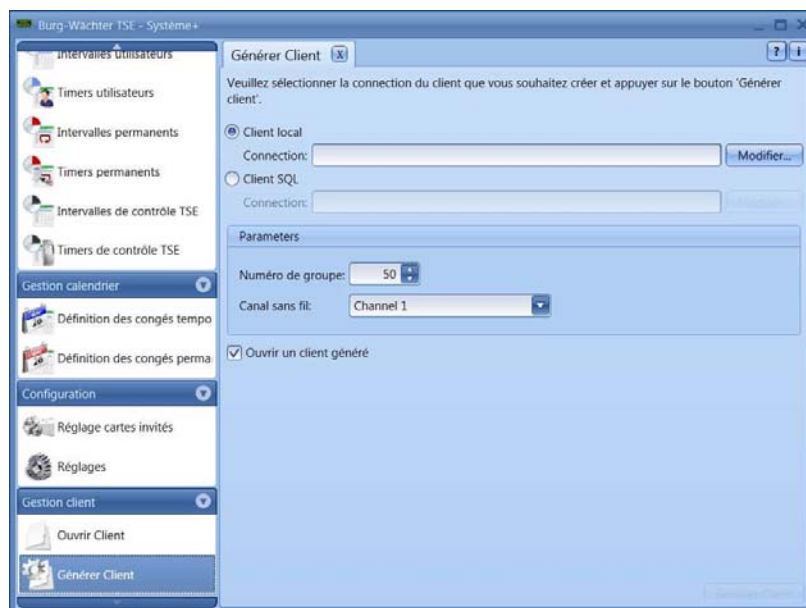 Burg-Wächter TSE - Système+
Intervalles utilisateurs
Timers utilisateurs
Intervalles permanents
Timers permanents
Intervalles de contrôle TSE
Timers de contrôle TSE
Gestion calendrier
Définition des congés tempo
Définition des congés perma
Configuration
Réglage cartes invités
Réglages
Gestion client
Ouvrir Client
Générer Client
Générer Client X
? i
Veuillez sélectionner la connection du client que vous souhaitez créer et appuyer sur le bouton 'Générer
client'.
Client local
Connection: Modifier...
Client SQL
Connection:
Parameters
Numéro de groupe: 50
Canal sans fil: Channel 1
Ouvrir un client généré